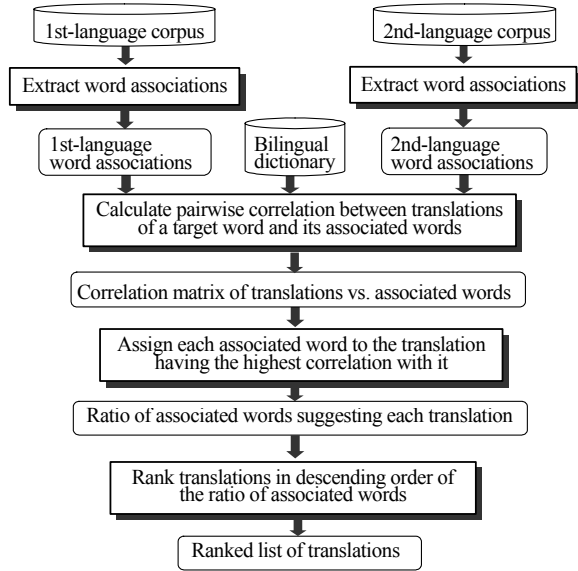 1st-language corpus
2nd-language corpus
Extract word associations
Extract word associations
1st-language
word associations
Bilingual
dictionary
2nd-language
word associations
Calculate pairwise correlation between translations
of a target word and its associated words
Correlation matrix of translations vs. associated words
Assign each associated word to the translation
having the highest correlation with it
Ratio of associated words suggesting each translation
Rank translations in descending order of
the ratio of associated words
Ranked list of translations